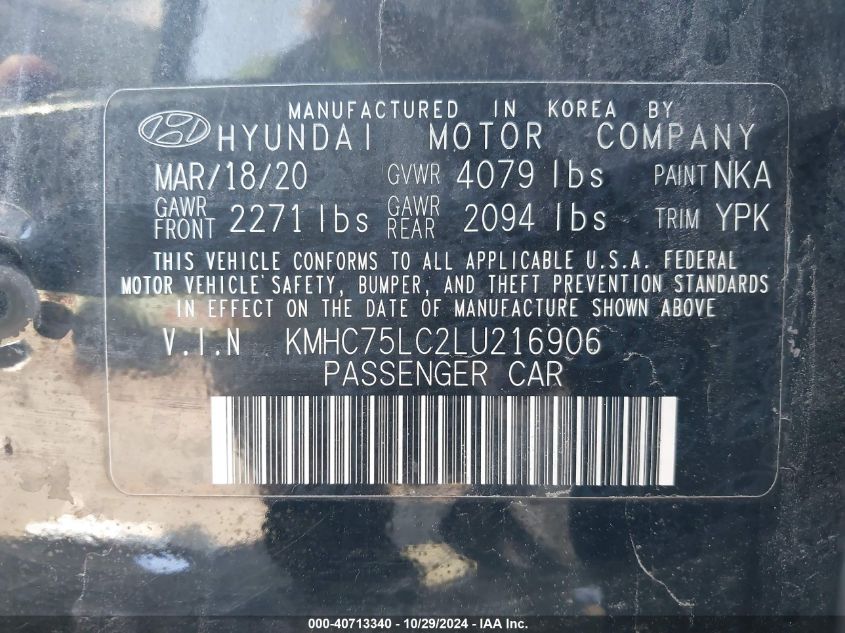 MANUFACTURED IN KOREA BY
HYUNDAI MOTOR COMPANY
MAR/18/20 GVWR 4079 lbs PAINT NKA
GAWR FRONT 2271 lbs GAWR REAR 2094 lbs TRIM YPK
THIS VEHICLE CONFORMS TO ALL APPLICABLE U.S.A. FEDERAL
MOTOR VEHICLE SAFETY, BUMPER, AND THEFT PREVENTION STANDARDS
IN EFFECT ON THE DATE OF MANUFACTURE SHOWN ABOVE
V.I.N KMHC75LC2LU216906
PASSENGER CAR
000-40713340 - 10/29/2024 - IAA Inc.